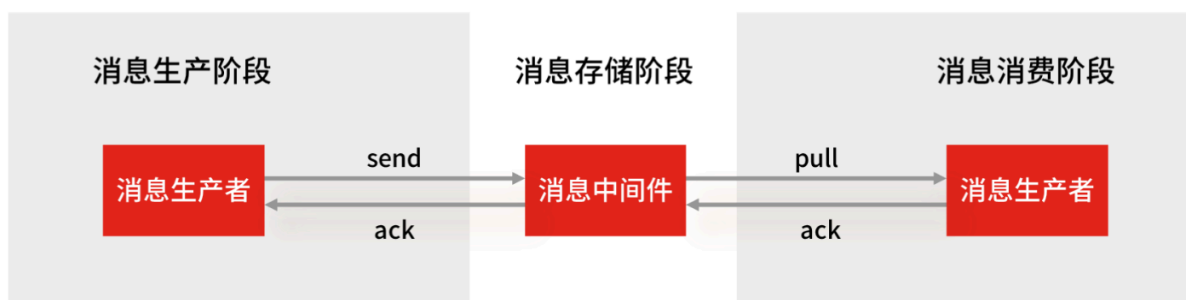 消息生产阶段
消息存储阶段
消息消费阶段
消息生产者
send
ack
消息中间件
pull
ack
消息生产者